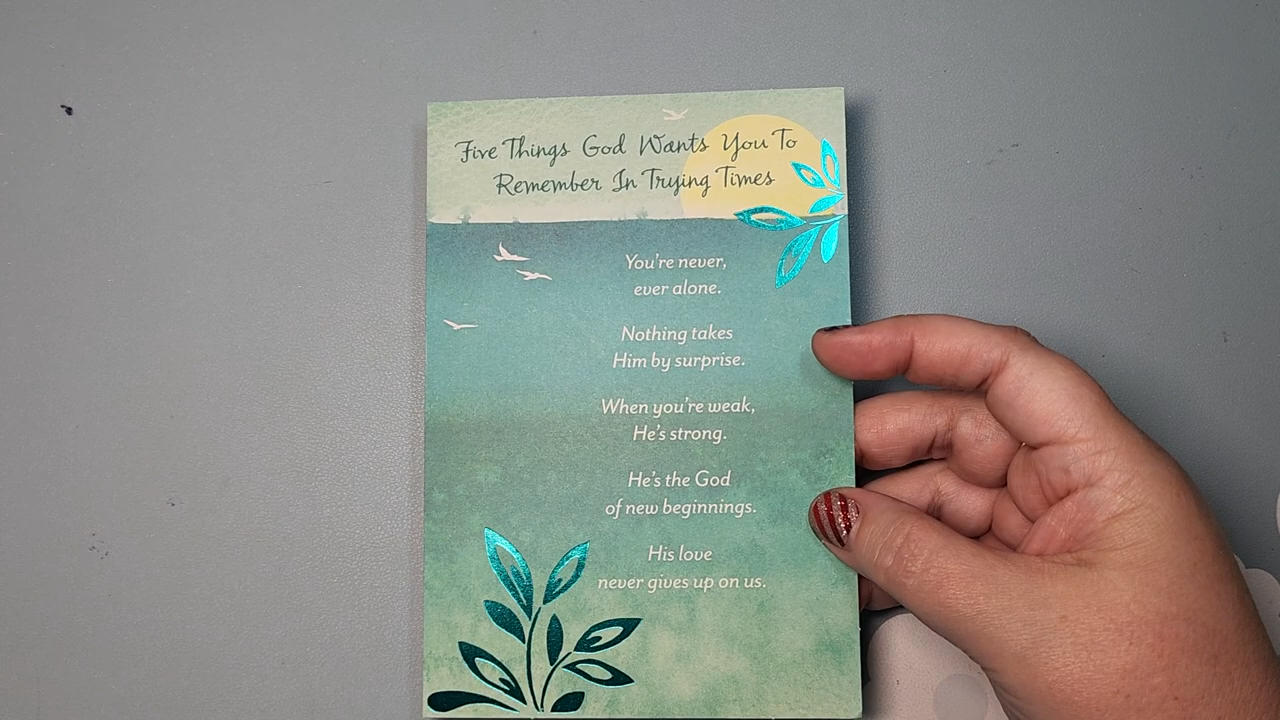 Five Things God Wants You To
Remember In Trying Times
You're never,
ever alone.
Nothing takes
Him by surprise.
When you're weak,
He's strong.
He's the God
of new beginnings.
His love
never gives up on us.